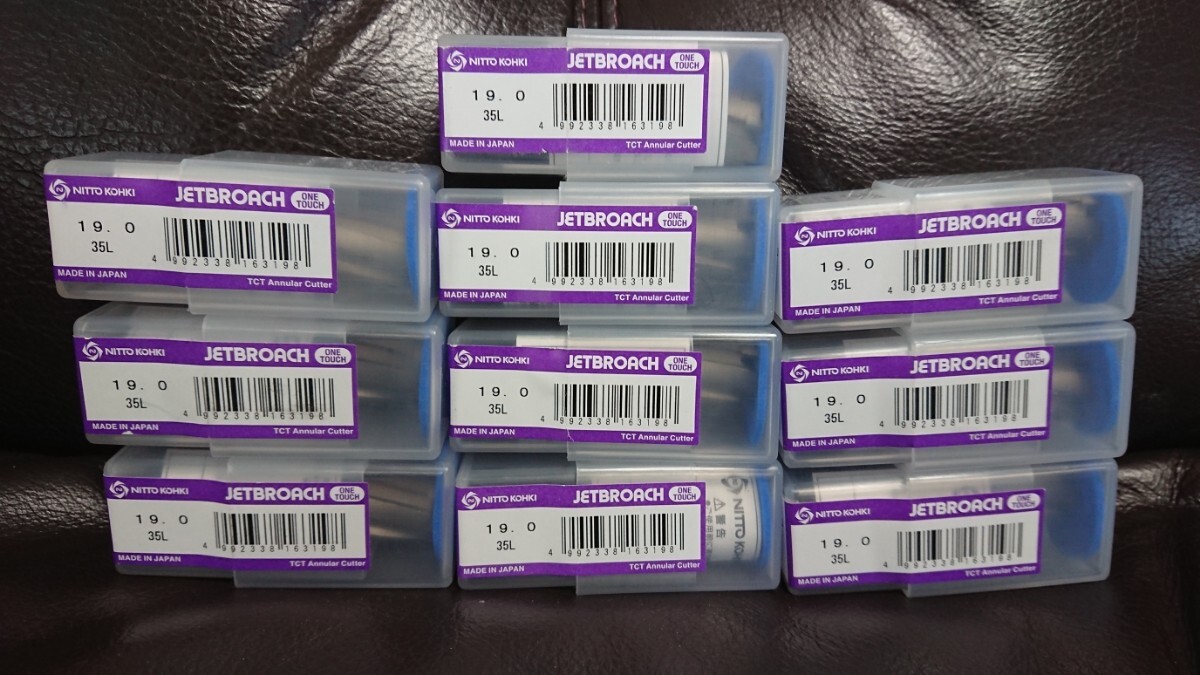 NITTO KOHKI JETBROACH ONE TOUCH
19.0
35L
4 992338 163198
MADE IN JAPAN TCT Annular Cutter
NITTO KOHKI JETBROACH ONE TOUCH
19.0
35L
4 992338 163198
MADE IN JAPAN TCT Annular Cutter
NITTO KOHKI JETBROACH ONE TOUCH
19.0
35L
4 992338 163198
MADE IN JAPAN TCT Annular Cutter
NITTO KOHKI JETBROACH ONE TOUCH
19.0
35L
4 992338 163198
MADE IN JAPAN TCT Annular Cutter
NITTO KOHKI JETBROACH ONE TOUCH
19.0
35L
4 992338 163198
MADE IN JAPAN TCT Annular Cutter
NITTO KOHKI JETBROACH ONE TOUCH
19.0
35L
4 992338 163198
MADE IN JAPAN TCT Annular Cutter
NITTO KOHKI JETBROACH ONE TOUCH
19.0
35L
4 992338 163198
MADE IN JAPAN TCT Annular Cutter
NITTO KOHKI JETBROACH ONE TOUCH
19.0
35L
4 992338 163198
MADE IN JAPAN TCT Annular Cutter
NITTO KOHKI JETBROACH ONE TOUCH
19.0
35L
4 992338 163198
MADE IN JAPAN TCT Annular Cutter
NITTO
警告
NITTO KOHKI JETBROACH ONE TOUCH
19.0
35L
4 992338 163198
MADE IN JAPAN TCT Annular Cutter